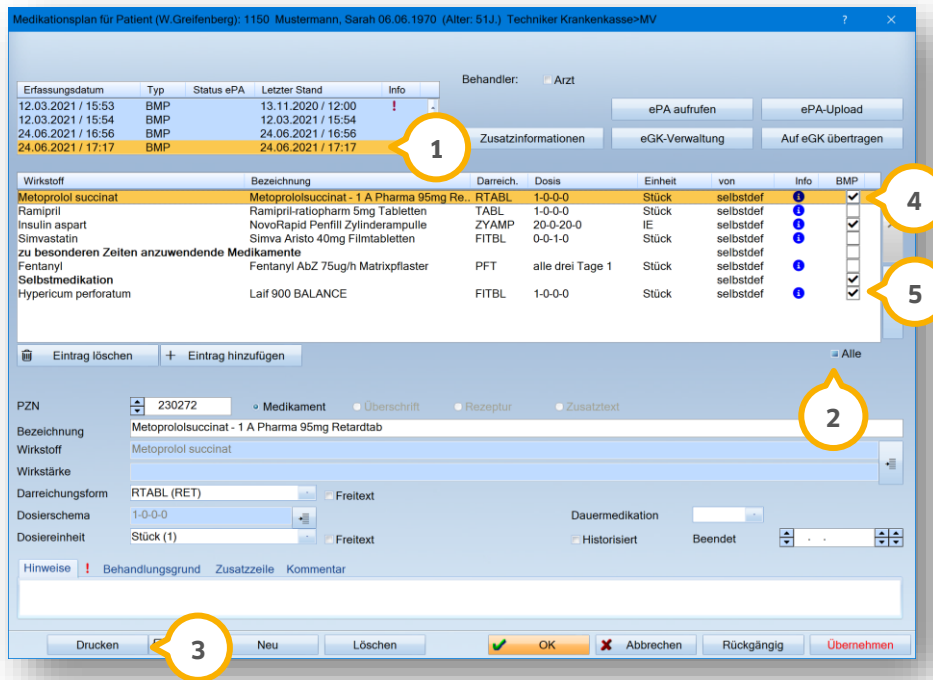 Medikationsplan für Patient (W.Greifenberg): 1150 Mustermann, Sarah 06.06.1970 (Alter: 51J.) Techniker Krankenkasse>MV ?
Behandler: Arzt
Erfassungsdatum Typ Status ePA Letzter Stand Info
12.03.2021 / 15:53 BMP 13.11.2020 / 12:00 !
12.03.2021 / 15:54 BMP 12.03.2021 / 15:54
24.06.2021 / 16:56 BMP 24.06.2021 / 16:56
24.06.2021 / 17:17 BMP 24.06.2021 / 17:17
1
ePA aufrufen ePA-Upload
Zusatzinformationen eGK-Verwaltung Auf eGK übertragen
Wirkstoff Bezeichnung Darreich. Dosis Einheit von Info BMP
Metoprolol succinat Metoprololsuccinat - 1 A Pharma 95mg Re.. RTABL 1-0-0-0 Stück selbstdef
4
Ramipril Ramipril-ratiopharm 5mg Tabletten TABL 1-0-0-0 Stück selbstdef
Insulin aspart NovoRapid Penfill Zylinderampulle ZYAMP 20-0-20-0 IE selbstdef
Simvastatin Simva Aristo 40mg Filmtabletten FITBL 0-0-1-0 Stück selbstdef
zu besonderen Zeiten anzuwendende Medikamente selbstdef
Fentanyl Fentanyl AbZ 75ug/h Matrixpflaster PFT alle drei Tage 1 Stück selbstdef
Selbstmedikation selbstdef
Hypericum perforatum Laif 900 BALANCE FITBL 1-0-0-0 Stück selbstdef
5
Eintrag löschen + Eintrag hinzufügen Alle
2
PZN 230272 Medikament Überschrift Rezeptur Zusatztext
Bezeichnung Metoprololsuccinat - 1 A Pharma 95mg Retardtab
Wirkstoff Metoprolol succinat
Wirkstärke
Darreichungsform RTABL (RET) Freitext
Dosierschema 1-0-0-0 Dauermedikation
Dosiereinheit Stück (1) Freitext Historisiert Beendet . .
Hinweise ! Behandlungsgrund Zusatzzeile Kommentar
Drucken 3 Neu Löschen OK Abbrechen Rückgängig Übernehmen